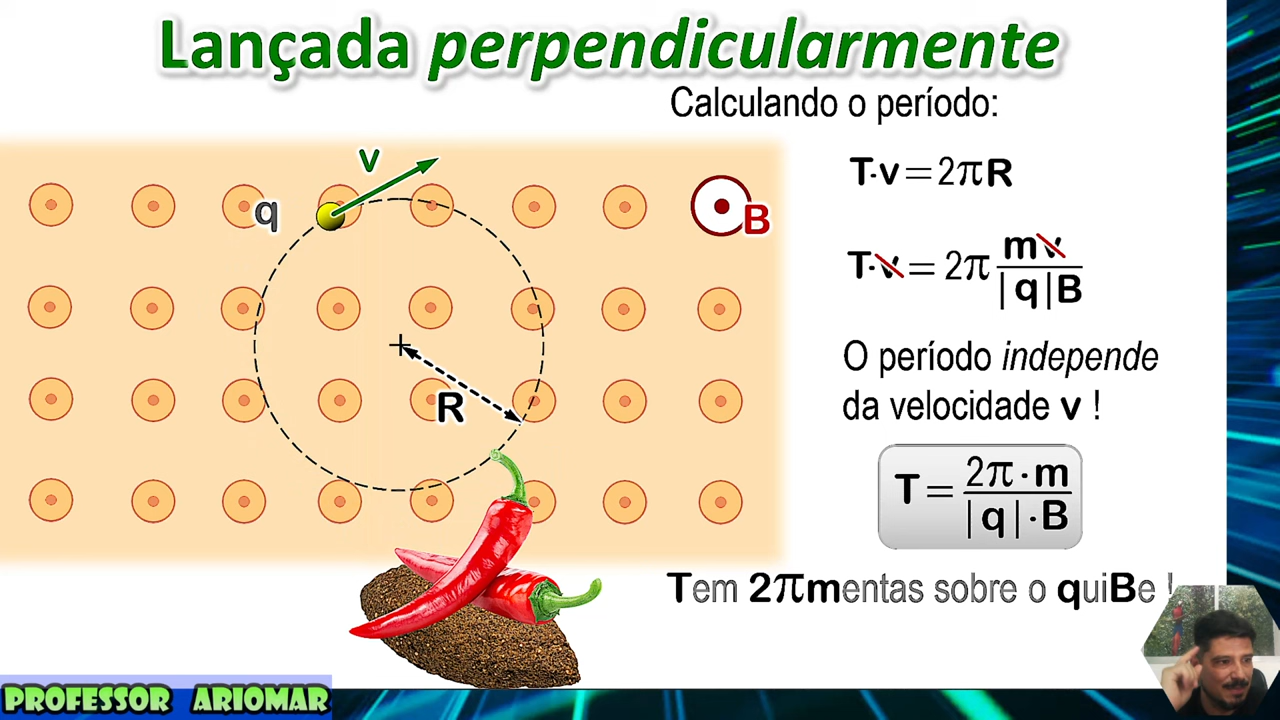 Lançada perpendicularmente
Calculando o período:
T·v = 2πR
T·v = 2π mv / |q|B
O período independe
da velocidade v !
T = 2π·m / |q|·B
Tem 2πmentas sobre o quiBe !
v
q
B
R
PROFESSOR ARIOMAR